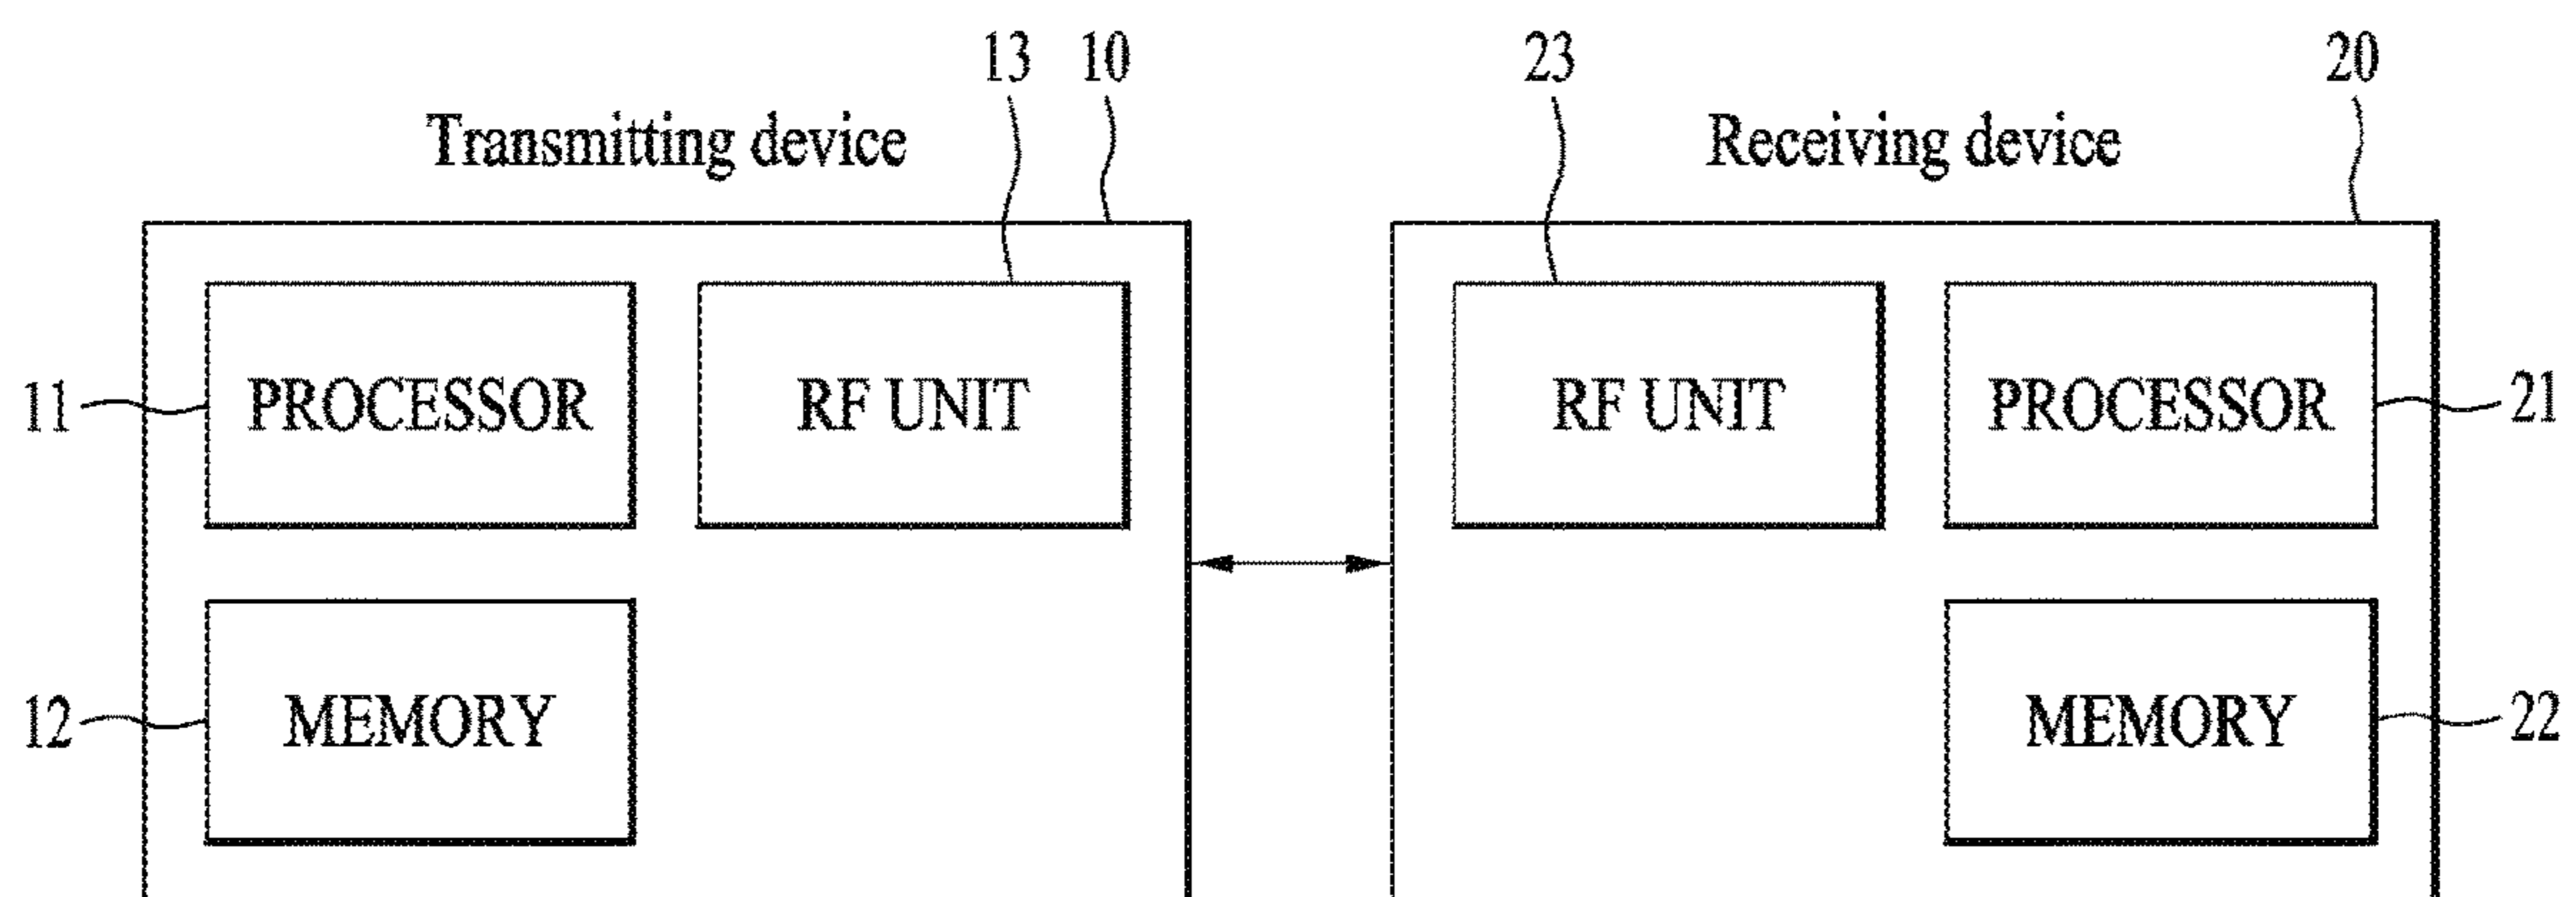 13 10 23 20
Transmitting device Receiving device
11 PROCESSOR RF UNIT RF UNIT PROCESSOR 21
12 MEMORY MEMORY 22